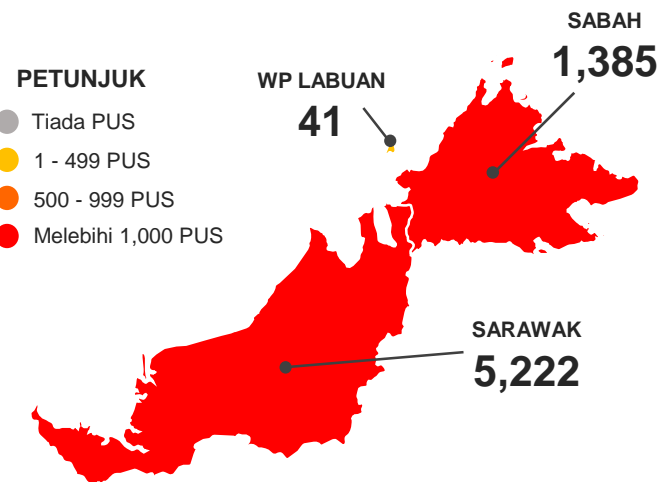 SABAH
1,385
PETUNJUK
WP LABUAN
41
Tiada PUS
1 - 499 PUS
500 - 999 PUS
Melebihi 1,000 PUS
SARAWAK
5,222